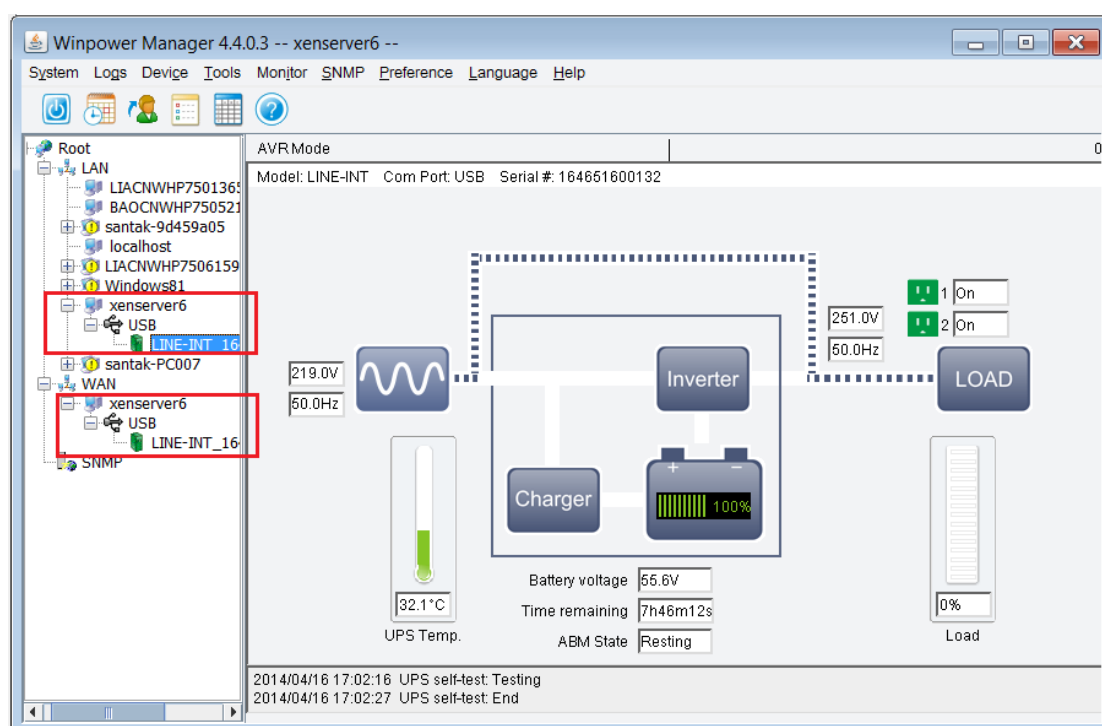 Winpower Manager 4.4.0.3 -- xenserver6 --
System Logs Device Tools Monitor SNMP Preference Language Help
Root
LAN
LIACNWHP7501365
BAOCNWHP750521
santak-9d459a05
localhost
LIACNWHP7506159
Windows81
xenserver6
USB
LINE-INT_16
santak-PC007
WAN
xenserver6
USB
LINE-INT_16
SNMP
AVR Mode 0
Model: LINE-INT Com Port: USB Serial #: 164651600132
1 On
2 On
251.0V
50.0Hz
219.0V
50.0Hz
Inverter
LOAD
Charger
+ −
100%
Battery voltage 55.6V
Time remaining 7h46m12s
ABM State Resting
32.1°C
UPS Temp.
0%
Load
2014/04/16 17:02:16 UPS self-test: Testing
2014/04/16 17:02:27 UPS self-test: End